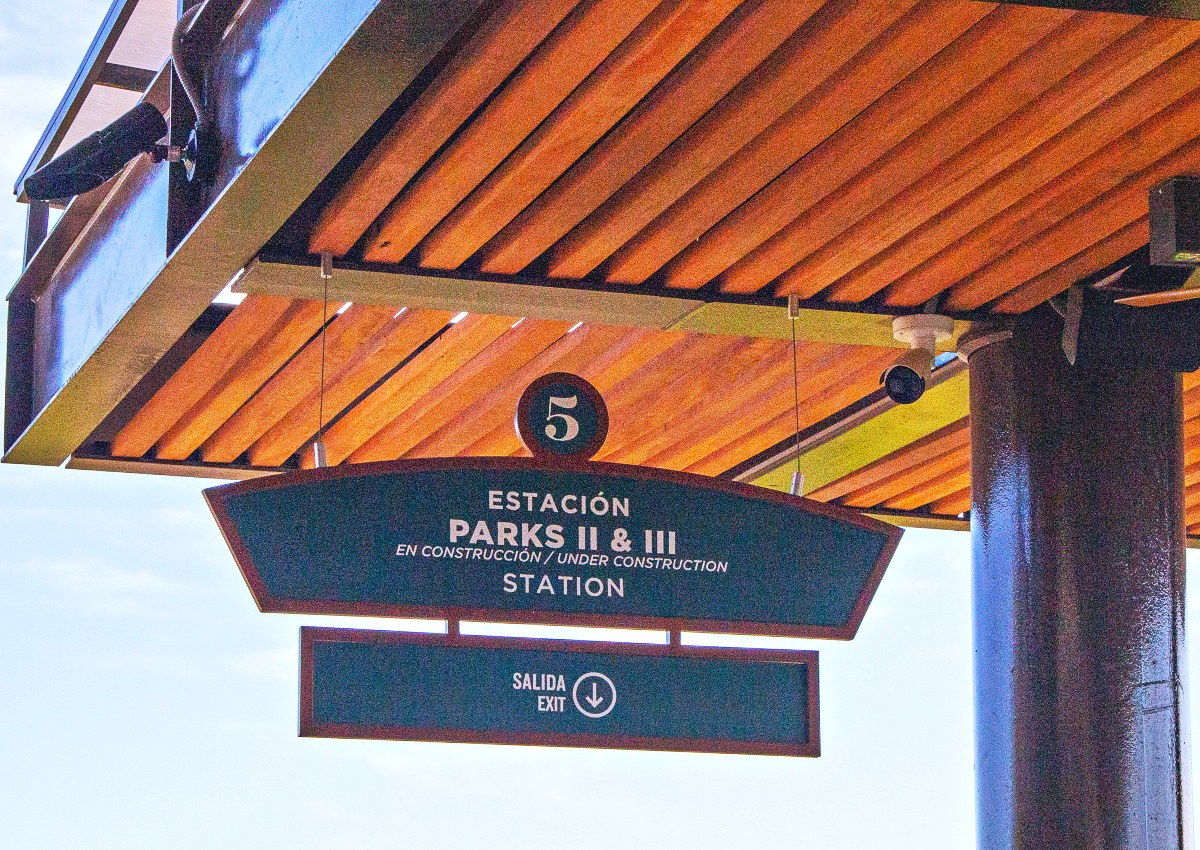 5
ESTACIÓN
PARKS II & III
EN CONSTRUCCIÓN / UNDER CONSTRUCTION
STATION
SALIDA
EXIT